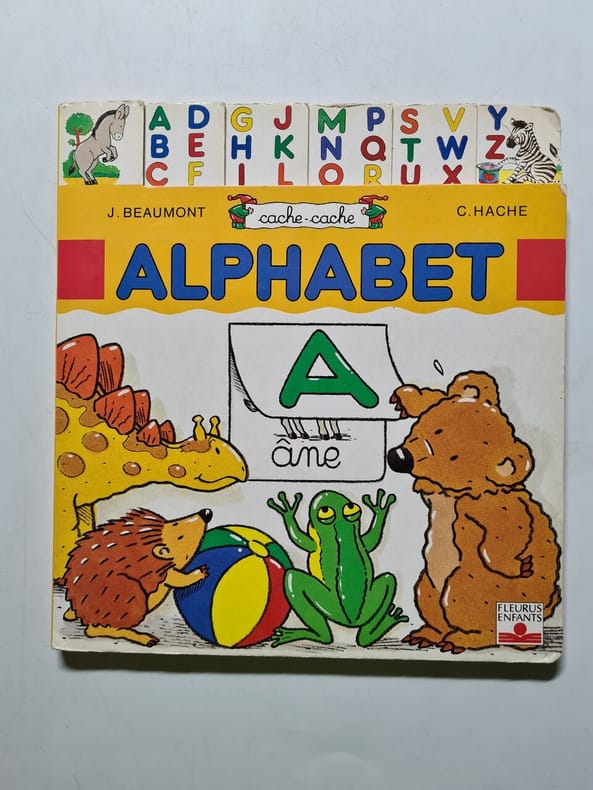 A D G J M P S V Y
B E H K N Q T W Z
C F I L O R U X
J. BEAUMONT cache-cache C. HACHE
ALPHABET
A
âne
FLEURUS
ENFANTS